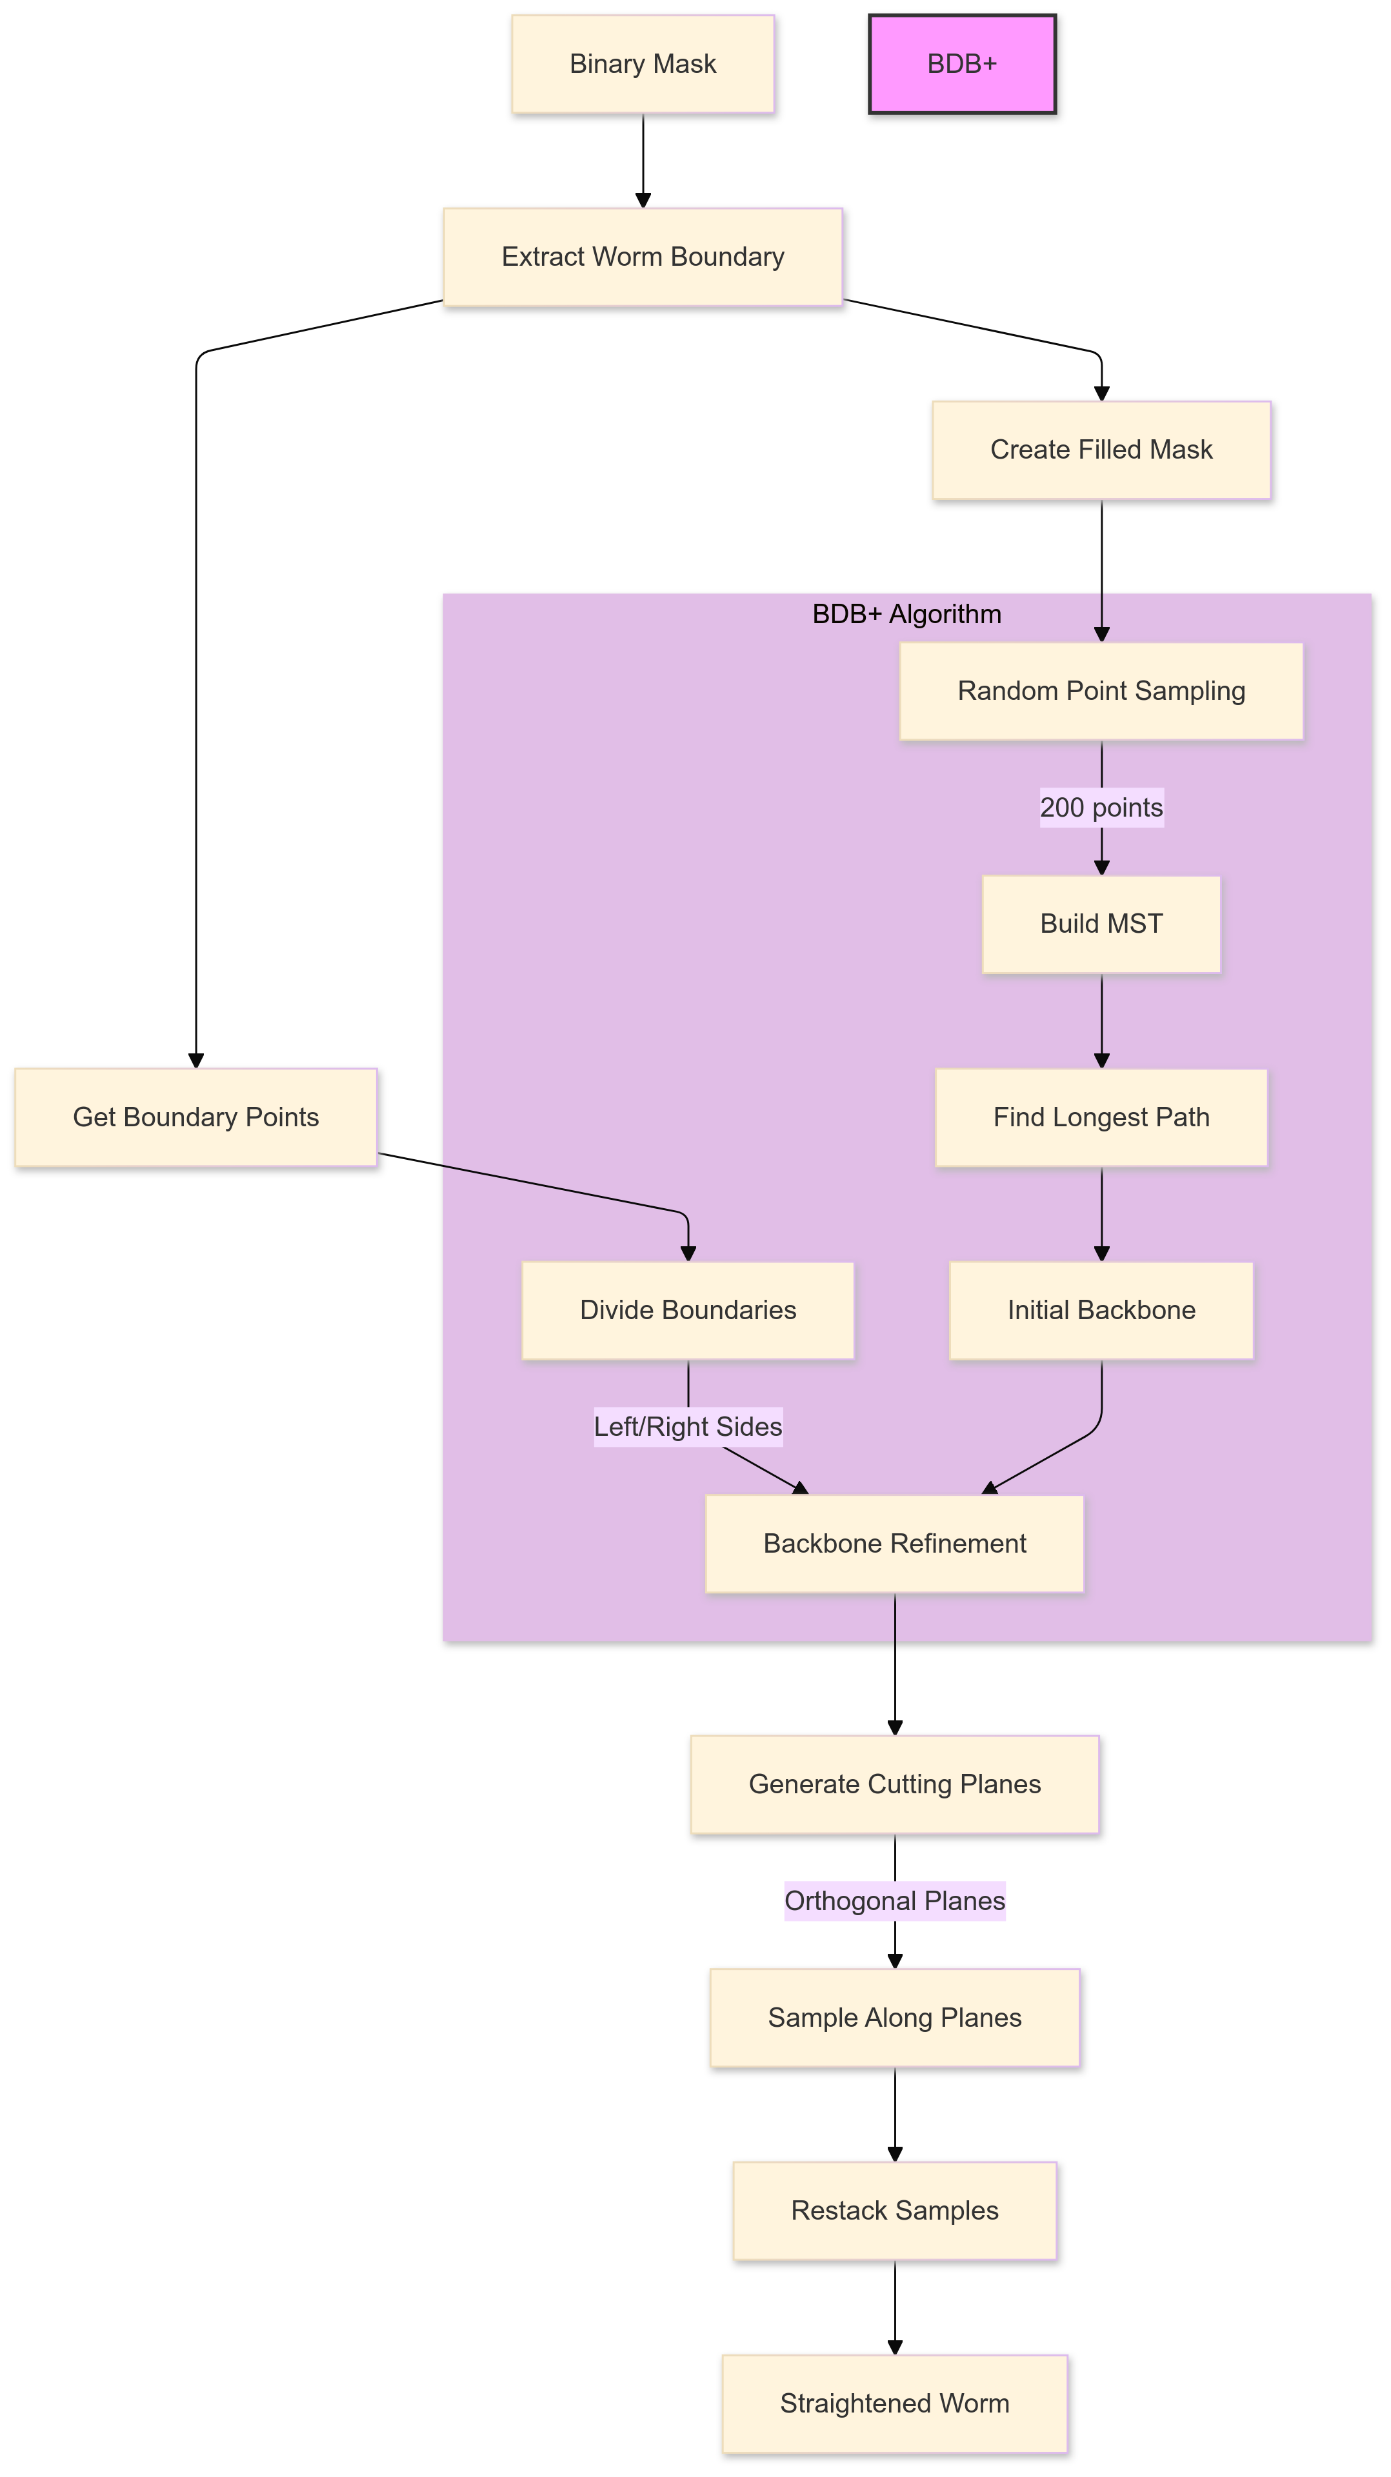 Binary Mask
BDB+
Extract Worm Boundary
Create Filled Mask
BDB+ Algorithm
Random Point Sampling
200 points
Build MST
Get Boundary Points
Find Longest Path
Divide Boundaries
Initial Backbone
Left/Right Sides
Backbone Refinement
Generate Cutting Planes
Orthogonal Planes
Sample Along Planes
Restack Samples
Straightened Worm